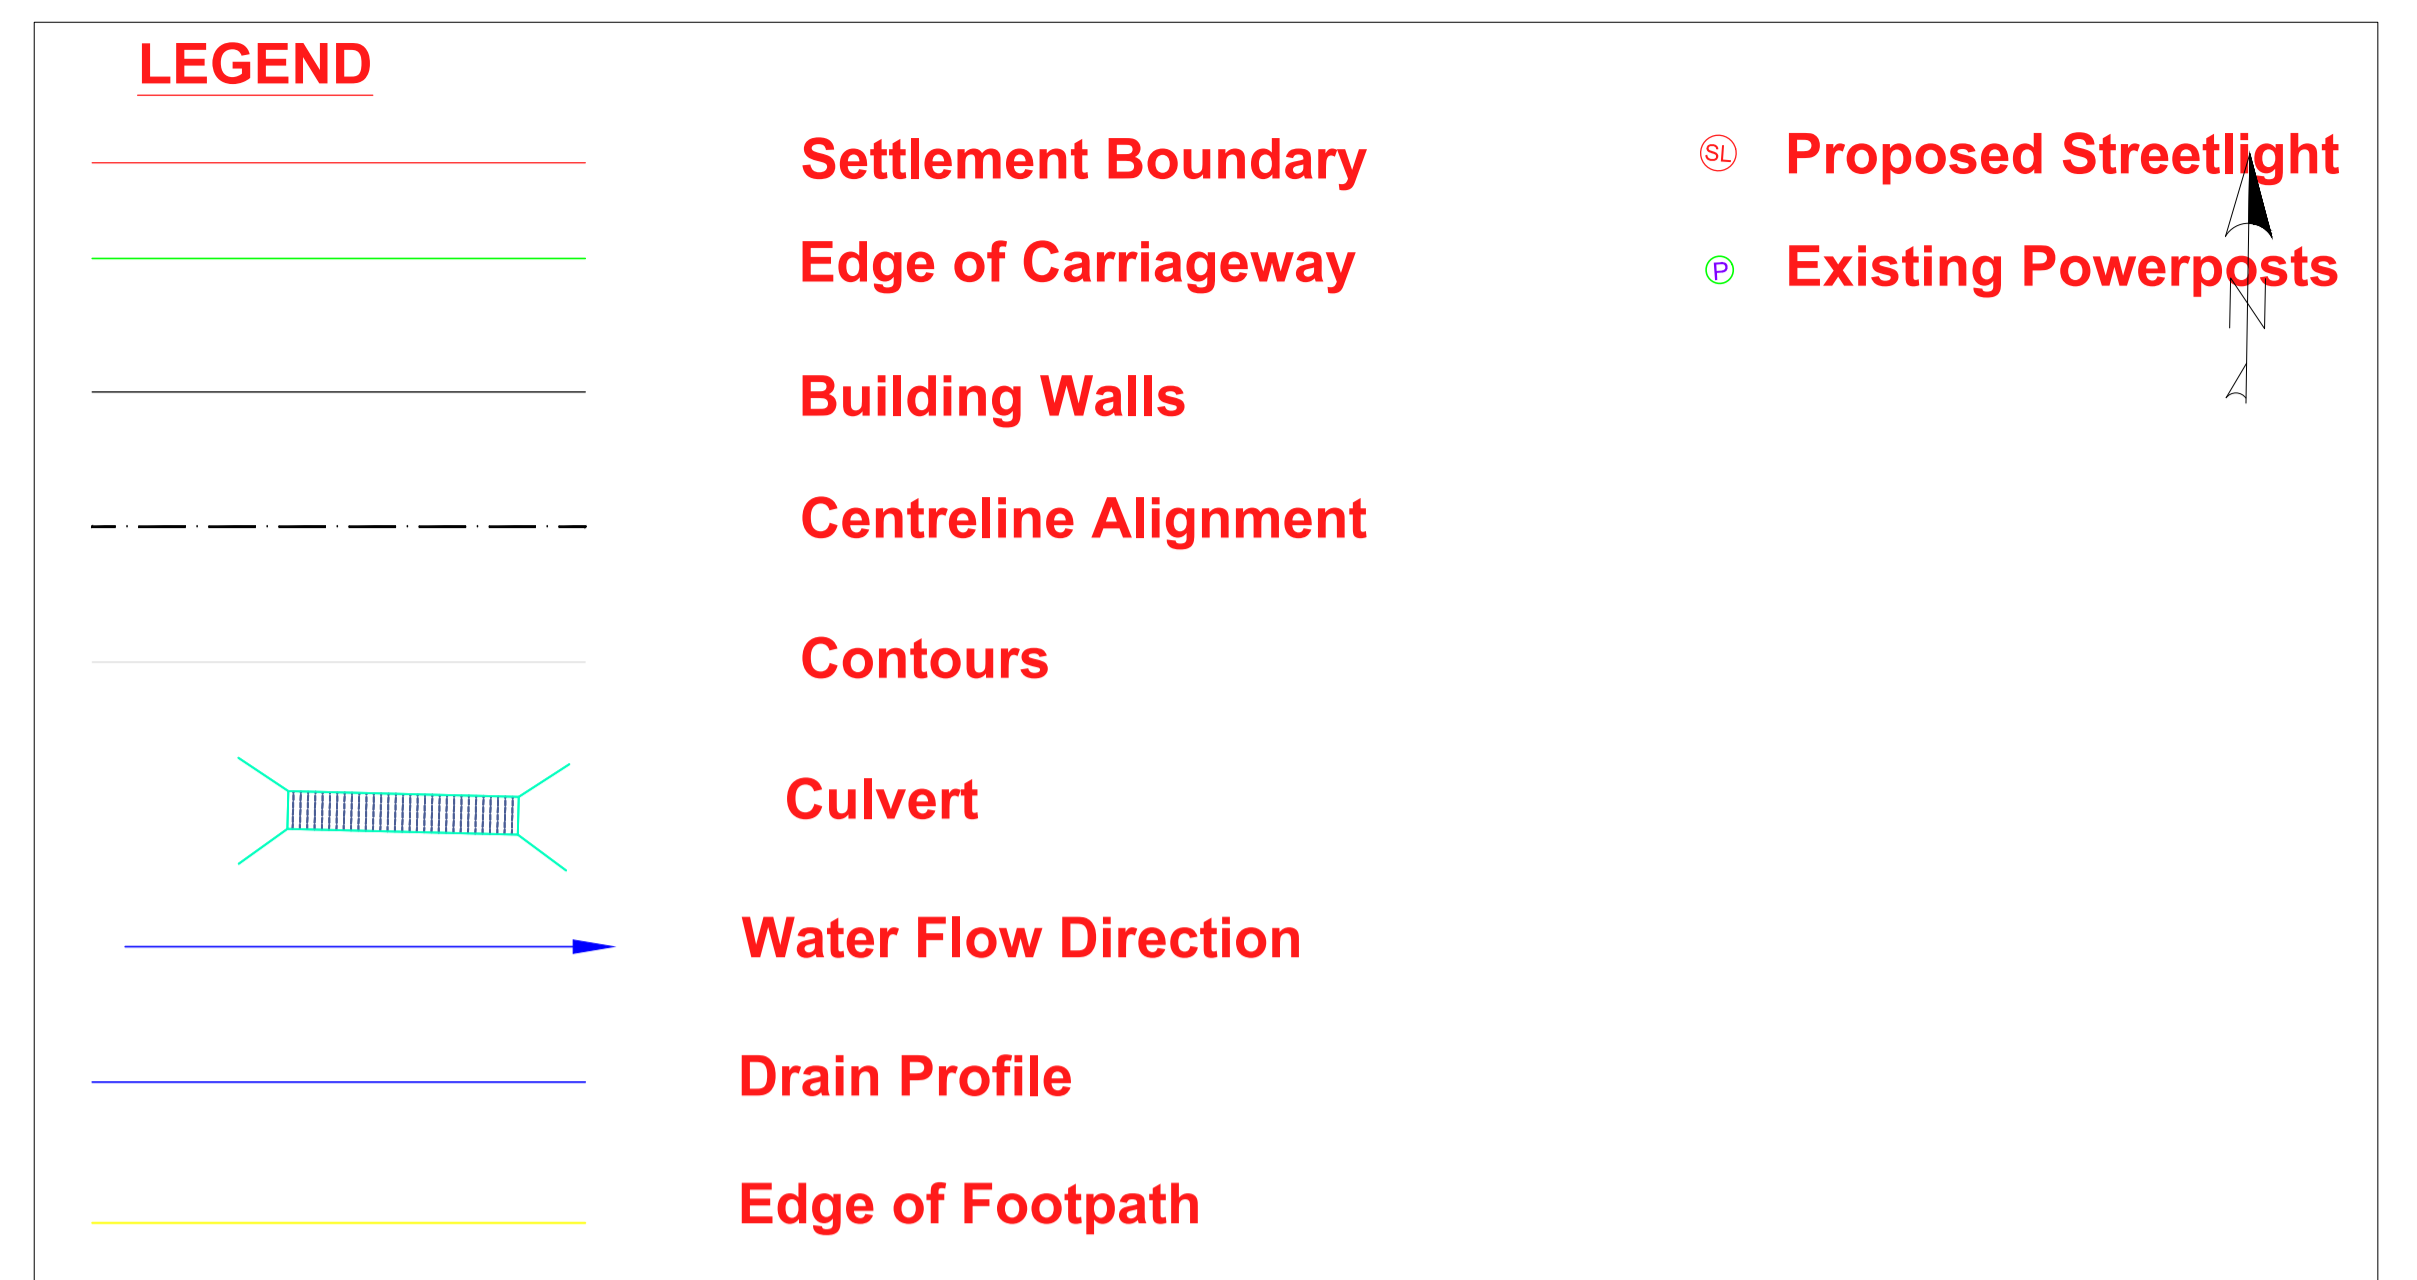 LEGEND
Settlement Boundary
Edge of Carriageway
Building Walls
Centreline Alignment
Contours
Culvert
Water Flow Direction
Drain Profile
Edge of Footpath
SL Proposed Streetlight
P Existing Powerposts
N